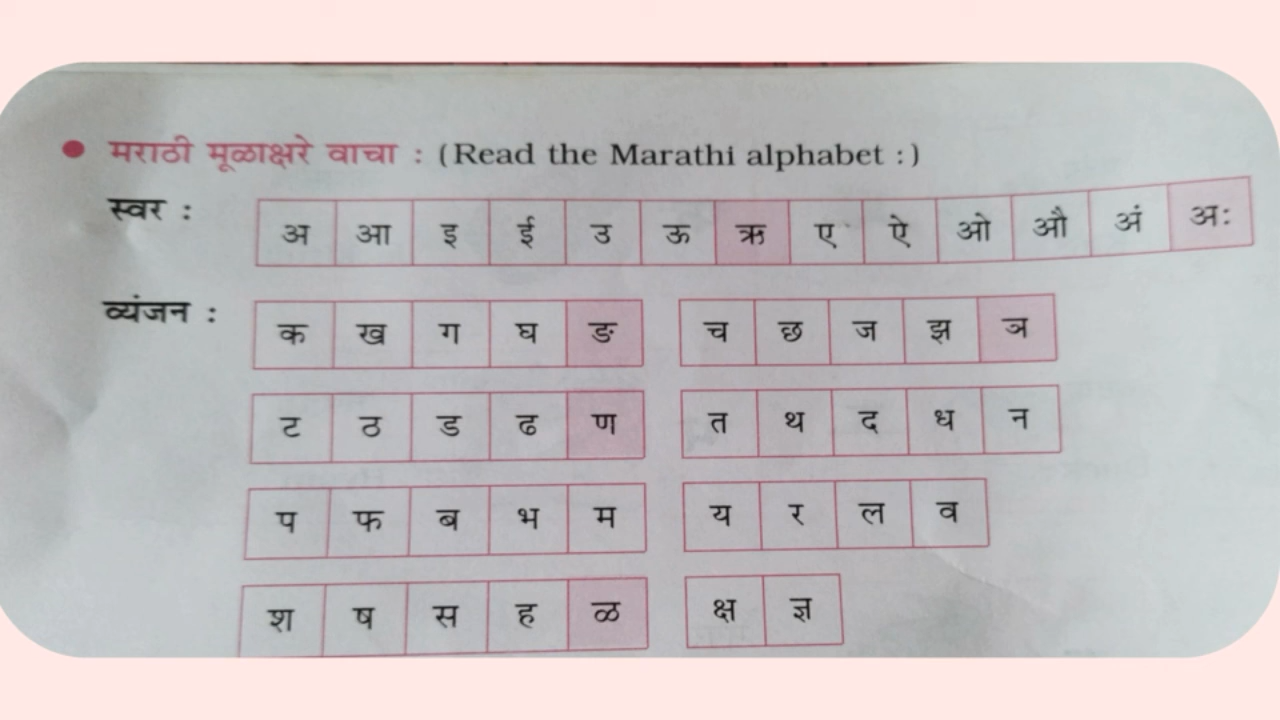 • मराठी मूळाक्षरे वाचा : (Read the Marathi alphabet :)
स्वर : अ आ इ ई उ ऊ ऋ ए ऐ ओ औ अं अः
व्यंजन : क ख ग घ ङ च छ ज झ ञ
ट ठ ड ढ ण त थ द ध न
प फ ब भ म य र ल व
श ष स ह ळ क्ष ज्ञ